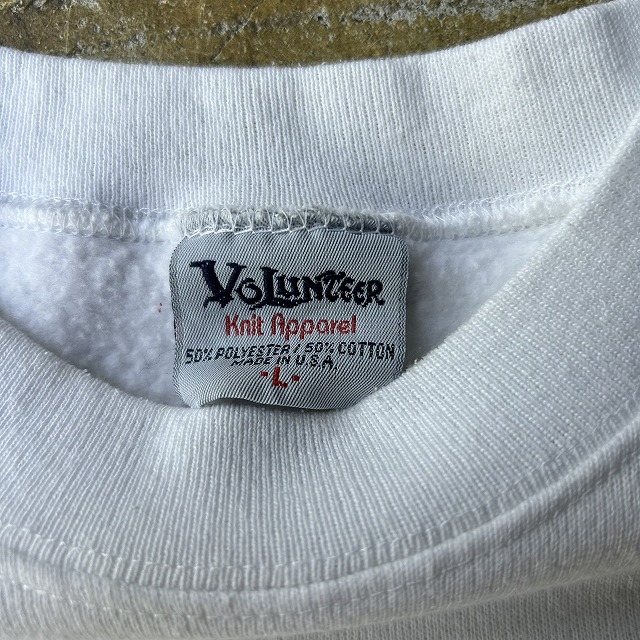 VOLUNTEER
Knit Apparel
50% POLYESTER / 50% COTTON
MADE IN U.S.A.
-L-